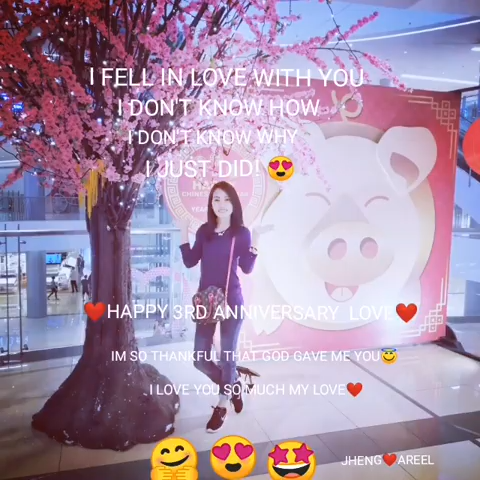 I FELL IN LOVE WITH YOU
I DON'T KNOW HOW
I DON'T KNOW WHY
I JUST DID! 😍
❤HAPPY 3RD ANNIVERSARY LOVE❤
IM SO THANKFUL THAT GOD GAVE ME YOU😇
I LOVE YOU SO MUCH MY LOVE❤
JHENG❤AREEL